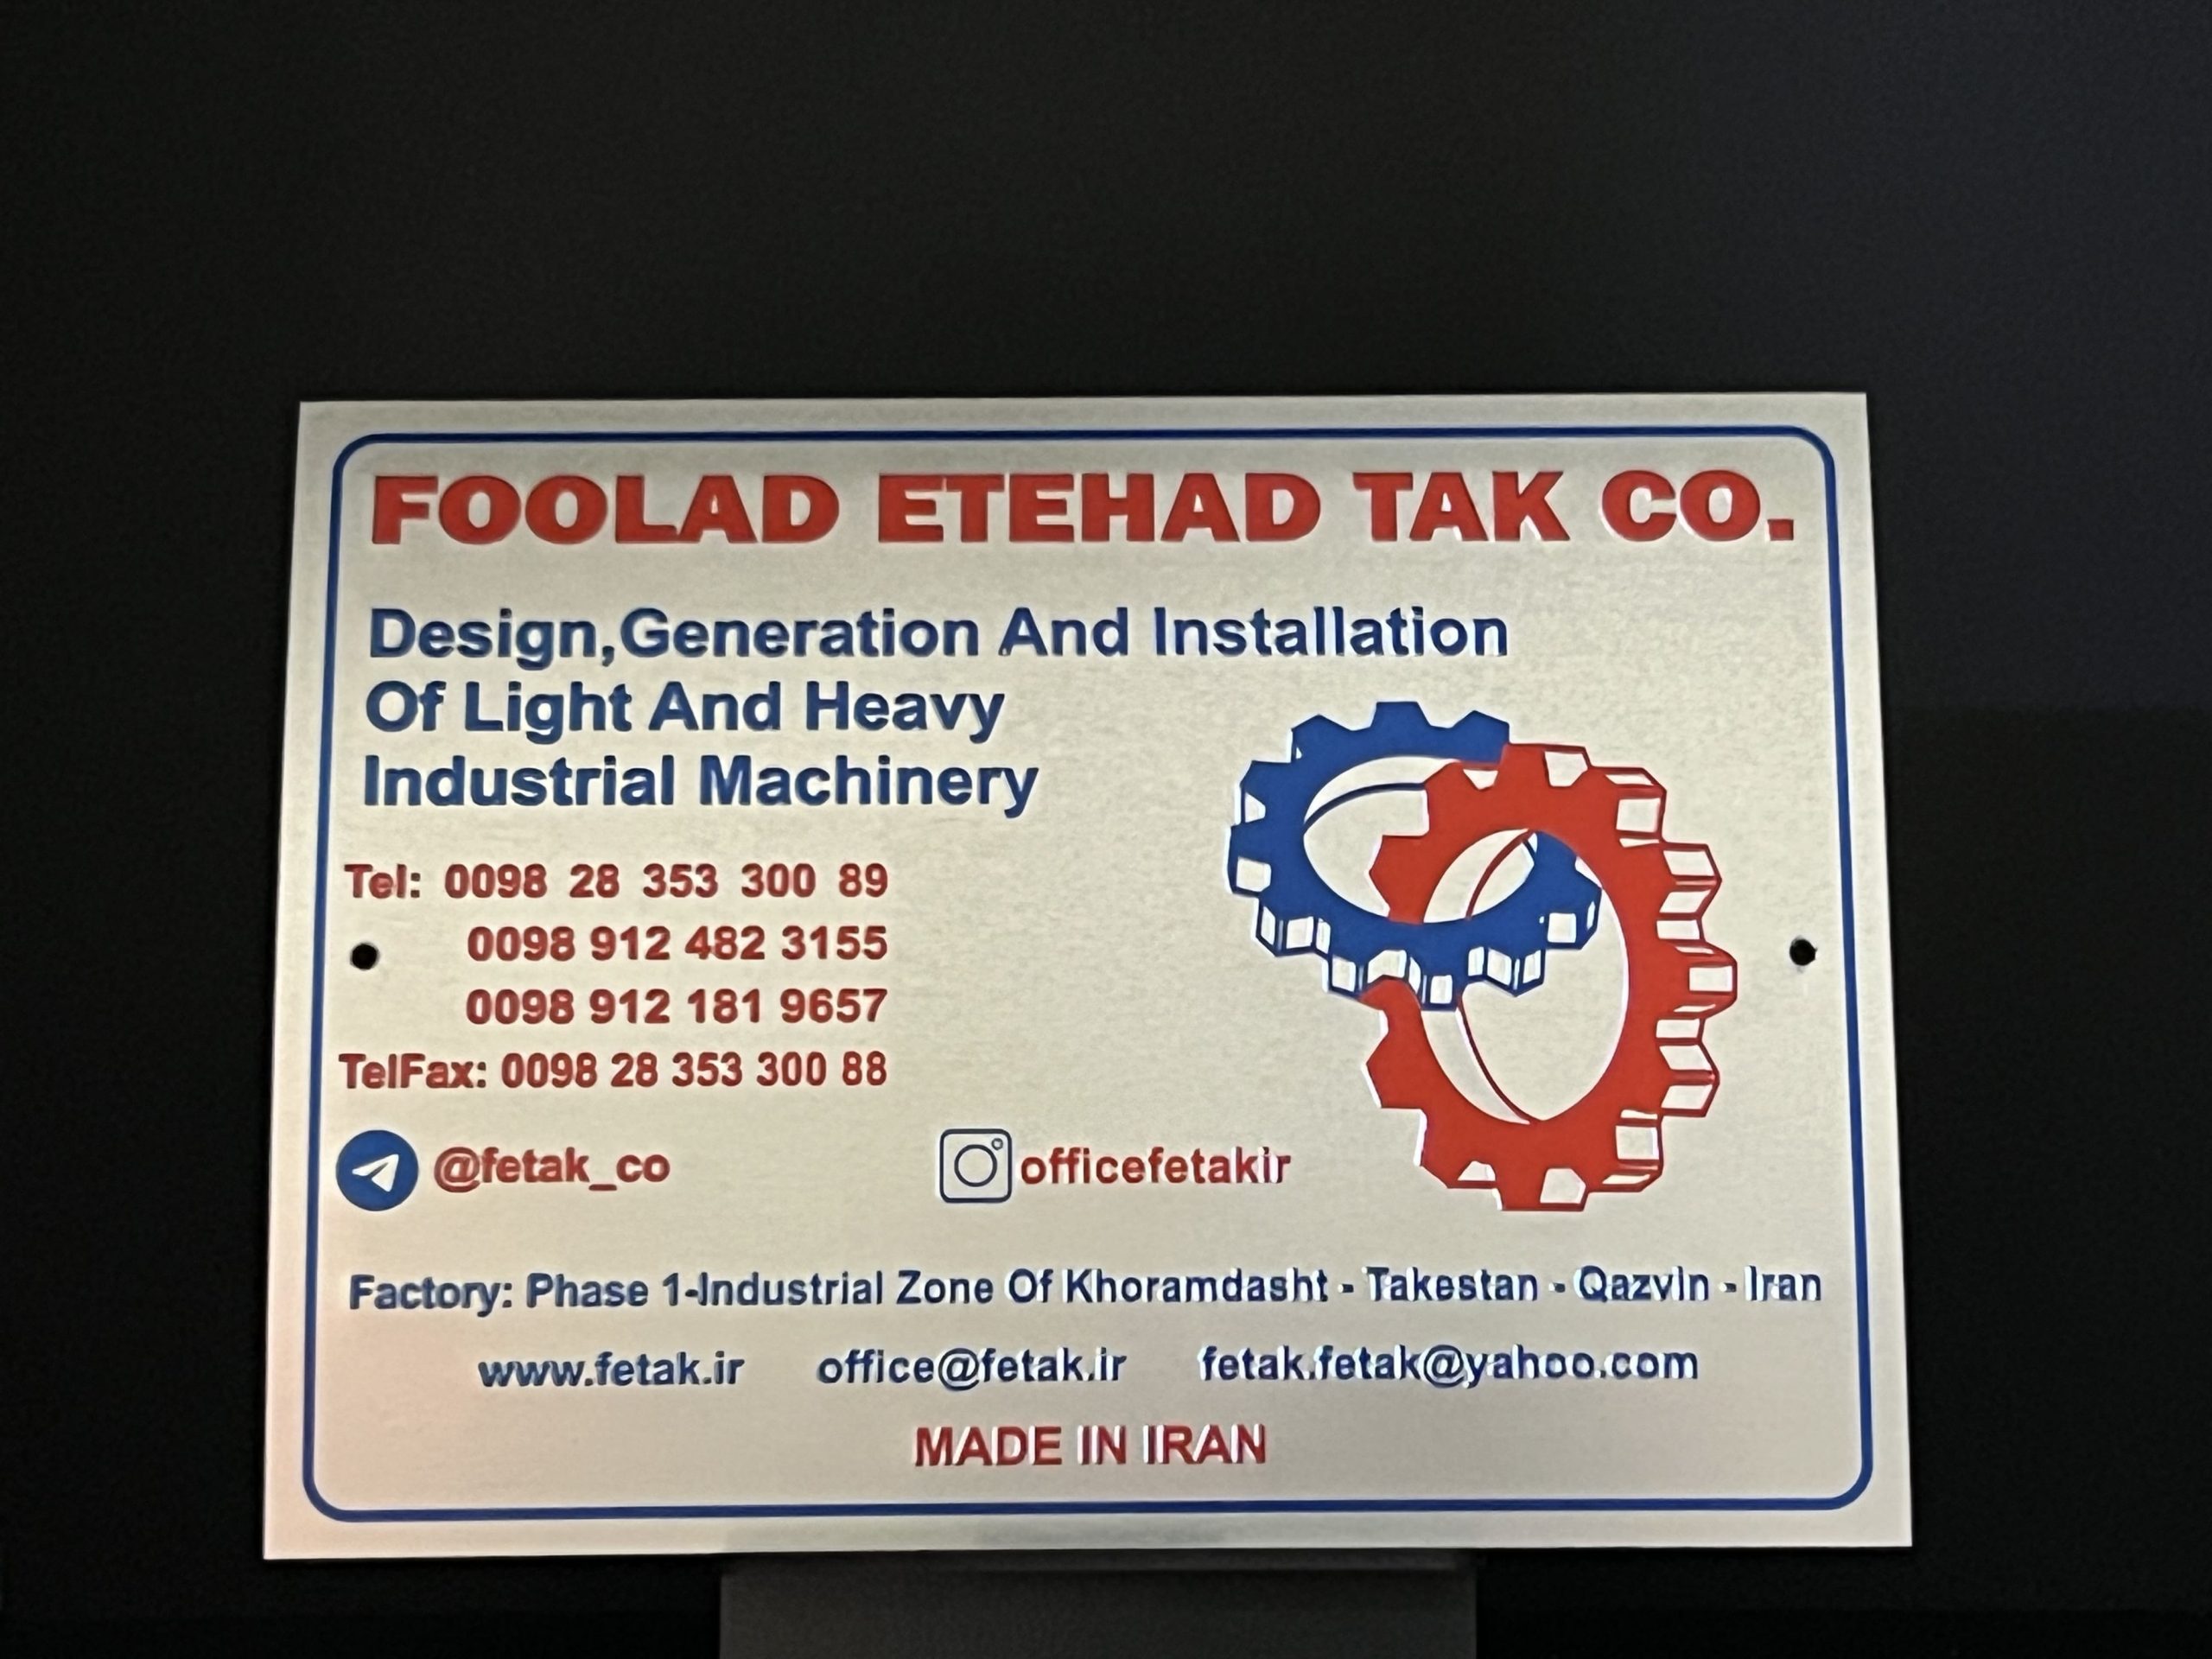 FOOLAD ETEHAD TAK CO.
Design,Generation And Installation
Of Light And Heavy
Industrial Machinery
Tel: 0098 28 353 300 89
0098 912 482 3155
0098 912 181 9657
TelFax: 0098 28 353 300 88
@fetak_co officefetakir
Factory: Phase 1-Industrial Zone Of Khoramdasht - Takestan - Qazvin - Iran
www.fetak.ir office@fetak.ir fetak.fetak@yahoo.com
MADE IN IRAN